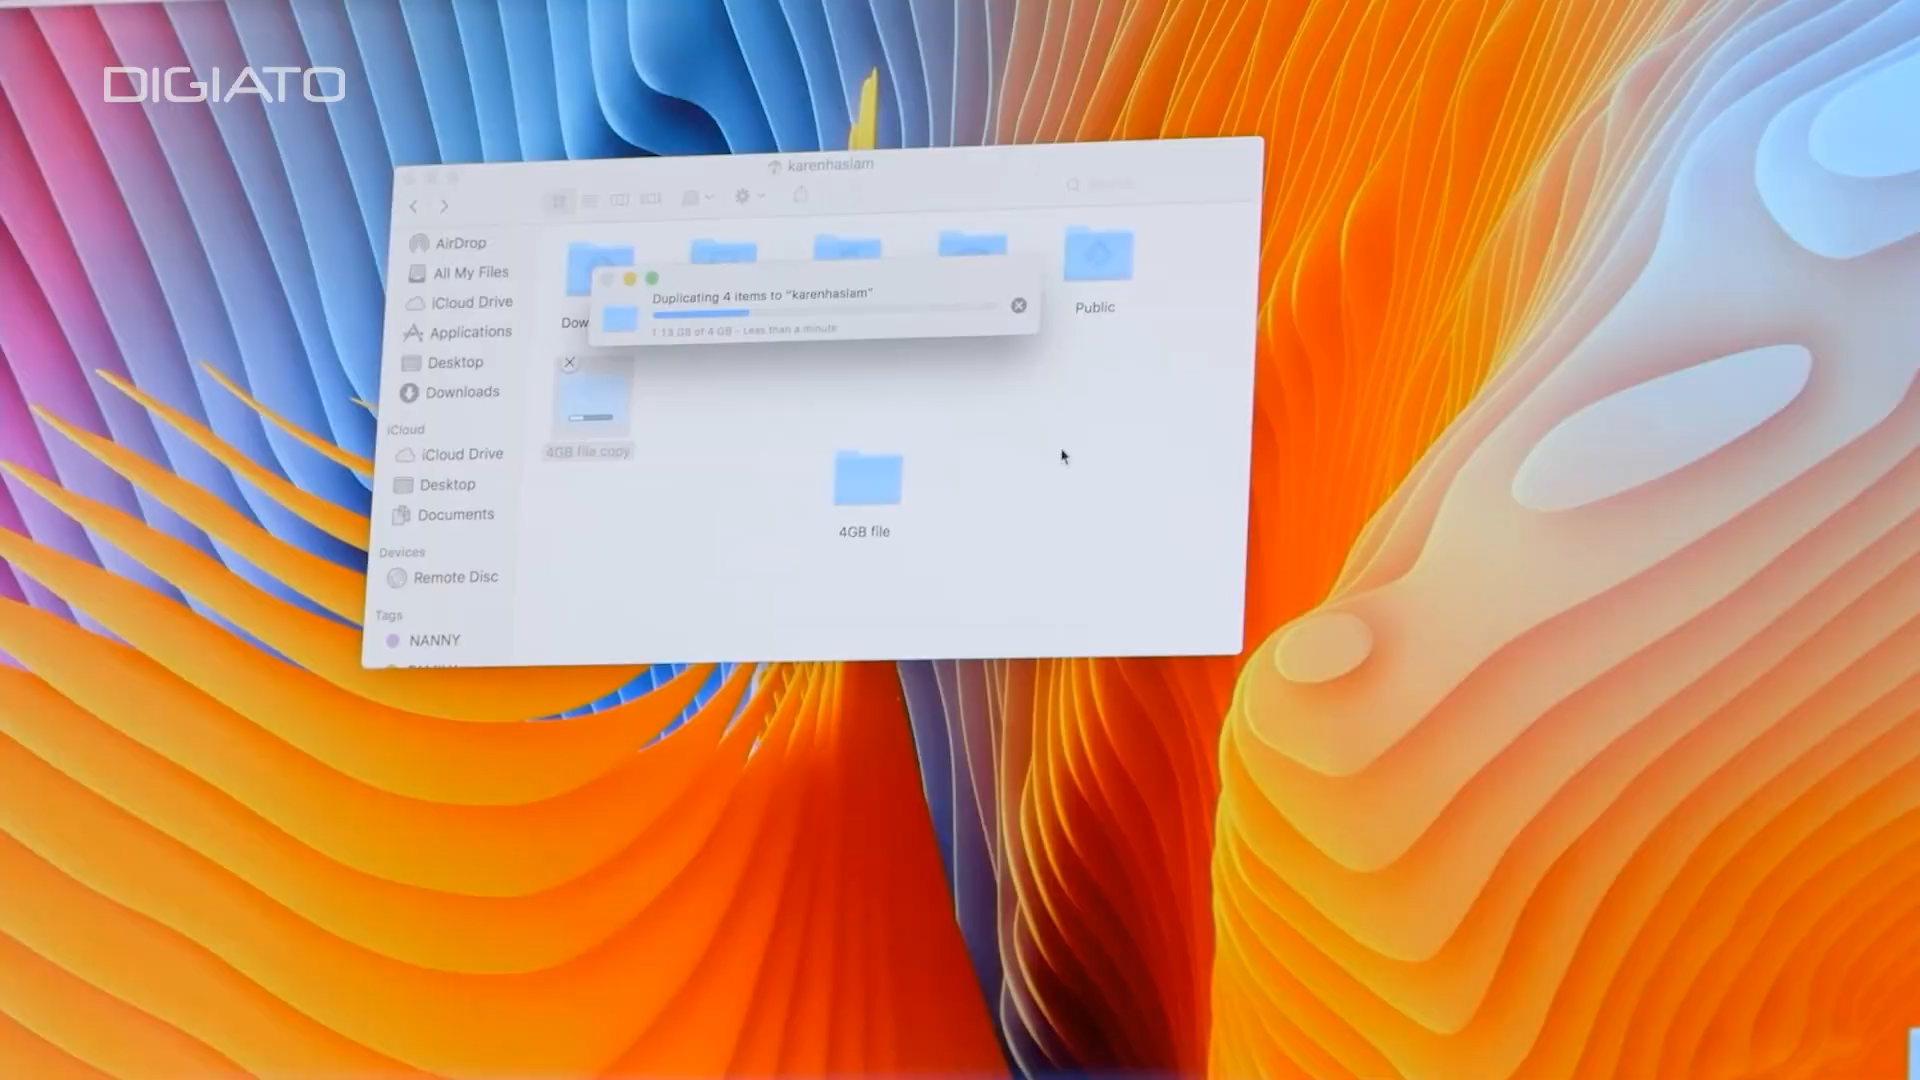 DIGIATO
karenhaslam
Search
AirDrop
All My Files
iCloud Drive
Applications
Desktop
Downloads
iCloud
iCloud Drive
Desktop
Documents
Devices
Remote Disc
Tags
NANNY
Dow
Duplicating 4 items to “karenhaslam”
1.13 GB of 4 GB - Less than a minute
Public
4GB file copy
4GB file